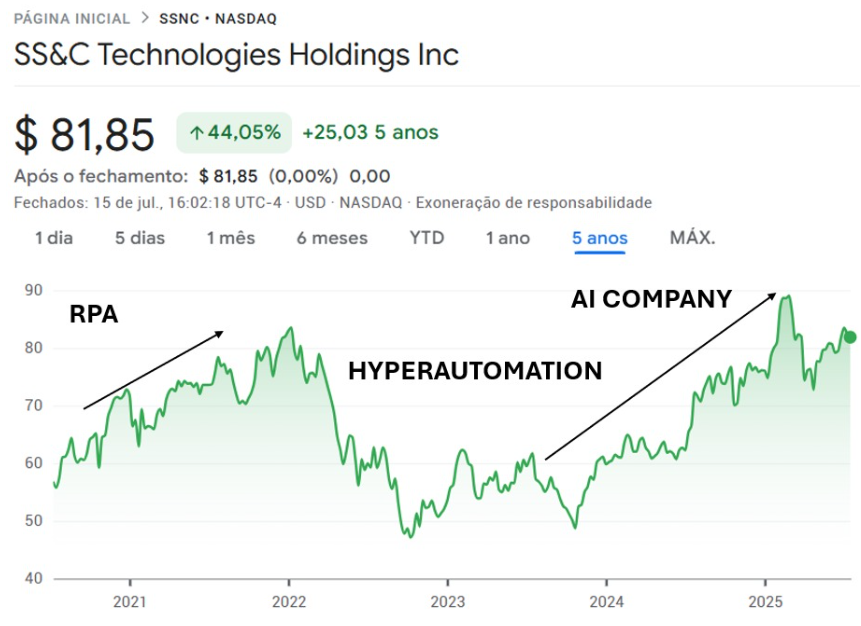 PÁGINA INICIAL > SSNC • NASDAQ
SS&C Technologies Holdings Inc
$ 81,85 ↑ 44,05% +25,03 5 anos
Após o fechamento: $ 81,85 (0,00%) 0,00
Fechados: 15 de jul., 16:02:18 UTC-4 · USD · NASDAQ · Exoneração de responsabilidade
1 dia 5 dias 1 mês 6 meses YTD 1 ano 5 anos MÁX.
90
AI COMPANY
RPA
80
HYPERAUTOMATION
70
60
50
40
2021 2022 2023 2024 2025